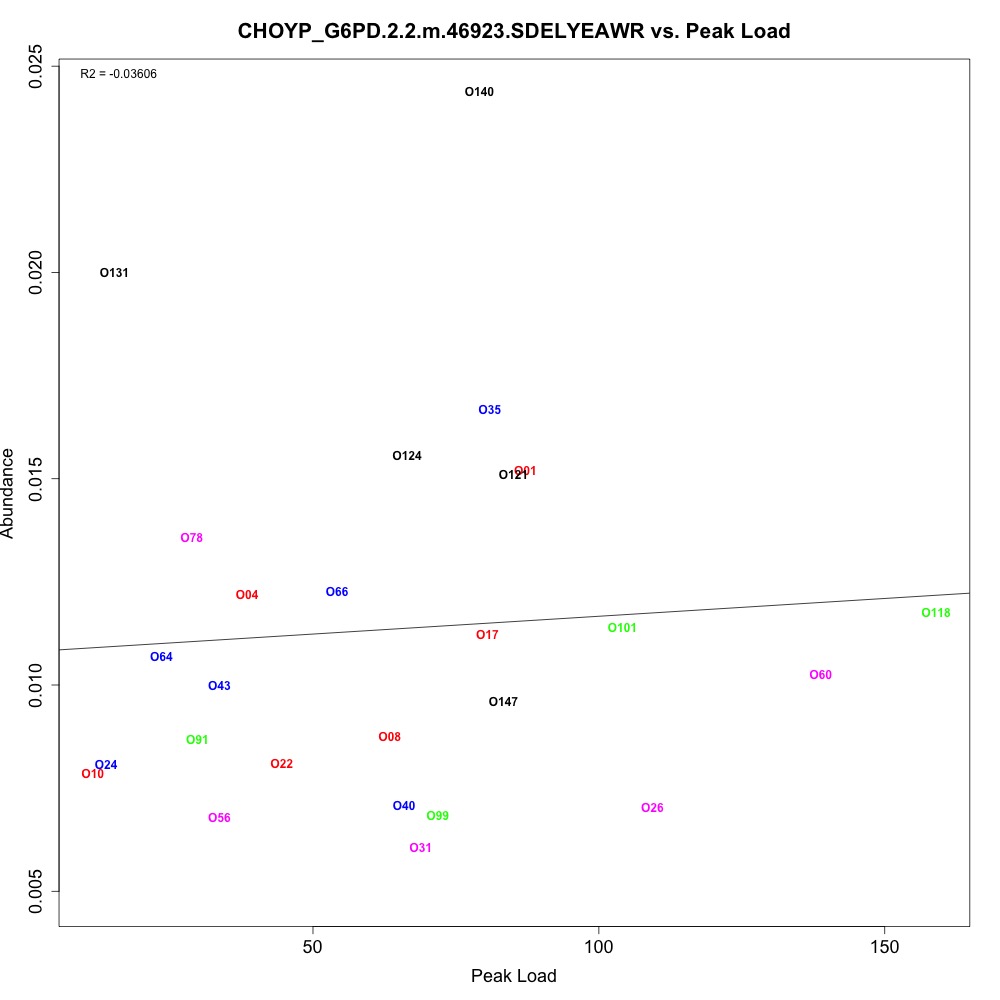 CHOYP_G6PD.2.2.m.46923.SDELYEAWR vs. Peak Load
R2 = -0.03606
0.025
O140
0.020
O131
O35
O124
O01
O121
0.015
O78
O04
O66
O118
O101
O17
O64
O60
O43
0.010
O147
O91
O08
O22
O24
O10
O40
O26
O99
O56
O31
0.005
Abundance
50
100
150
Peak Load